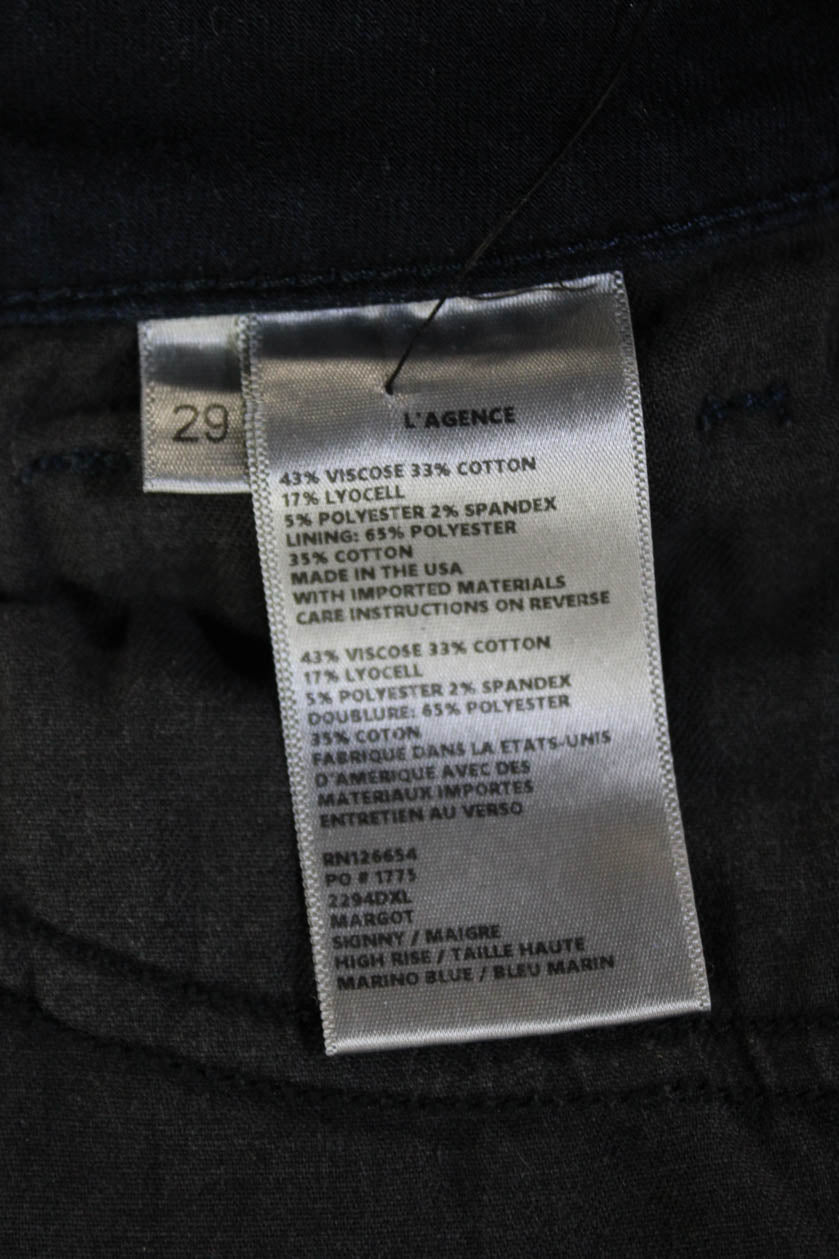 29
L'AGENCE
43% VISCOSE 33% COTTON
17% LYOCELL
5% POLYESTER 2% SPANDEX
LINING: 65% POLYESTER
35% COTTON
MADE IN THE USA
WITH IMPORTED MATERIALS
CARE INSTRUCTIONS ON REVERSE
43% VISCOSE 33% COTTON
17% LYOCELL
5% POLYESTER 2% SPANDEX
DOUBLURE: 65% POLYESTER
35% COTON
FABRIQUE DANS LA ETATS-UNIS
D'AMERIQUE AVEC DES
MATERIAUX IMPORTES
ENTRETIEN AU VERSO
RN126654
PO # 1775
2294DXL
MARGOT
SKINNY / MAIGRE
HIGH RISE / TAILLE HAUTE
MARINO BLUE / BLEU MARIN